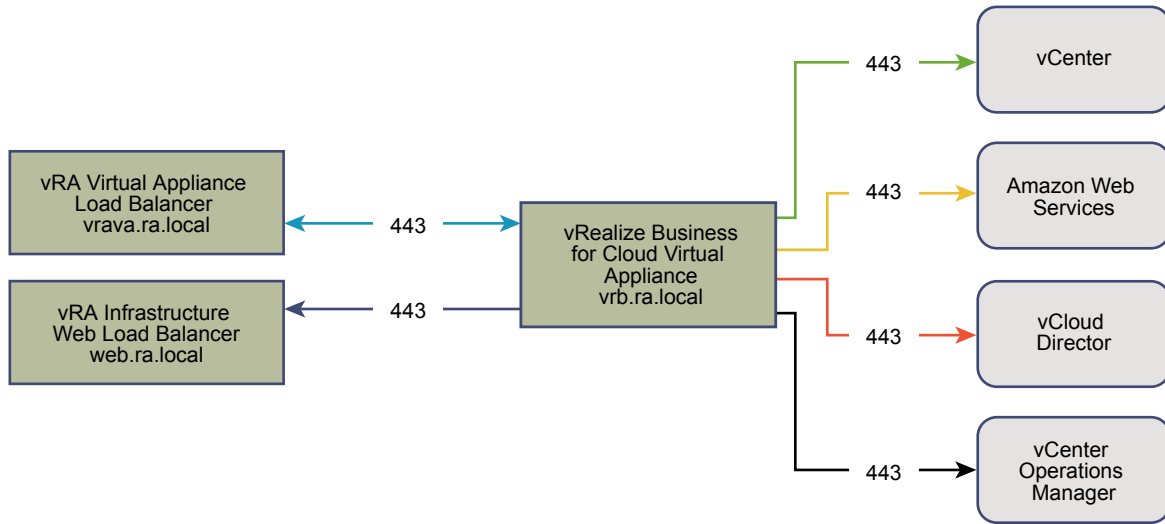 vRA Virtual Appliance
Load Balancer
vrava.ra.local
443
vRA Infrastructure
Web Load Balancer
web.ra.local
443
vRealize Business
for Cloud Virtual
Appliance
vrb.ra.local
443
vCenter
443
Amazon Web
Services
443
vCloud
Director
443
vCenter
Operations
Manager